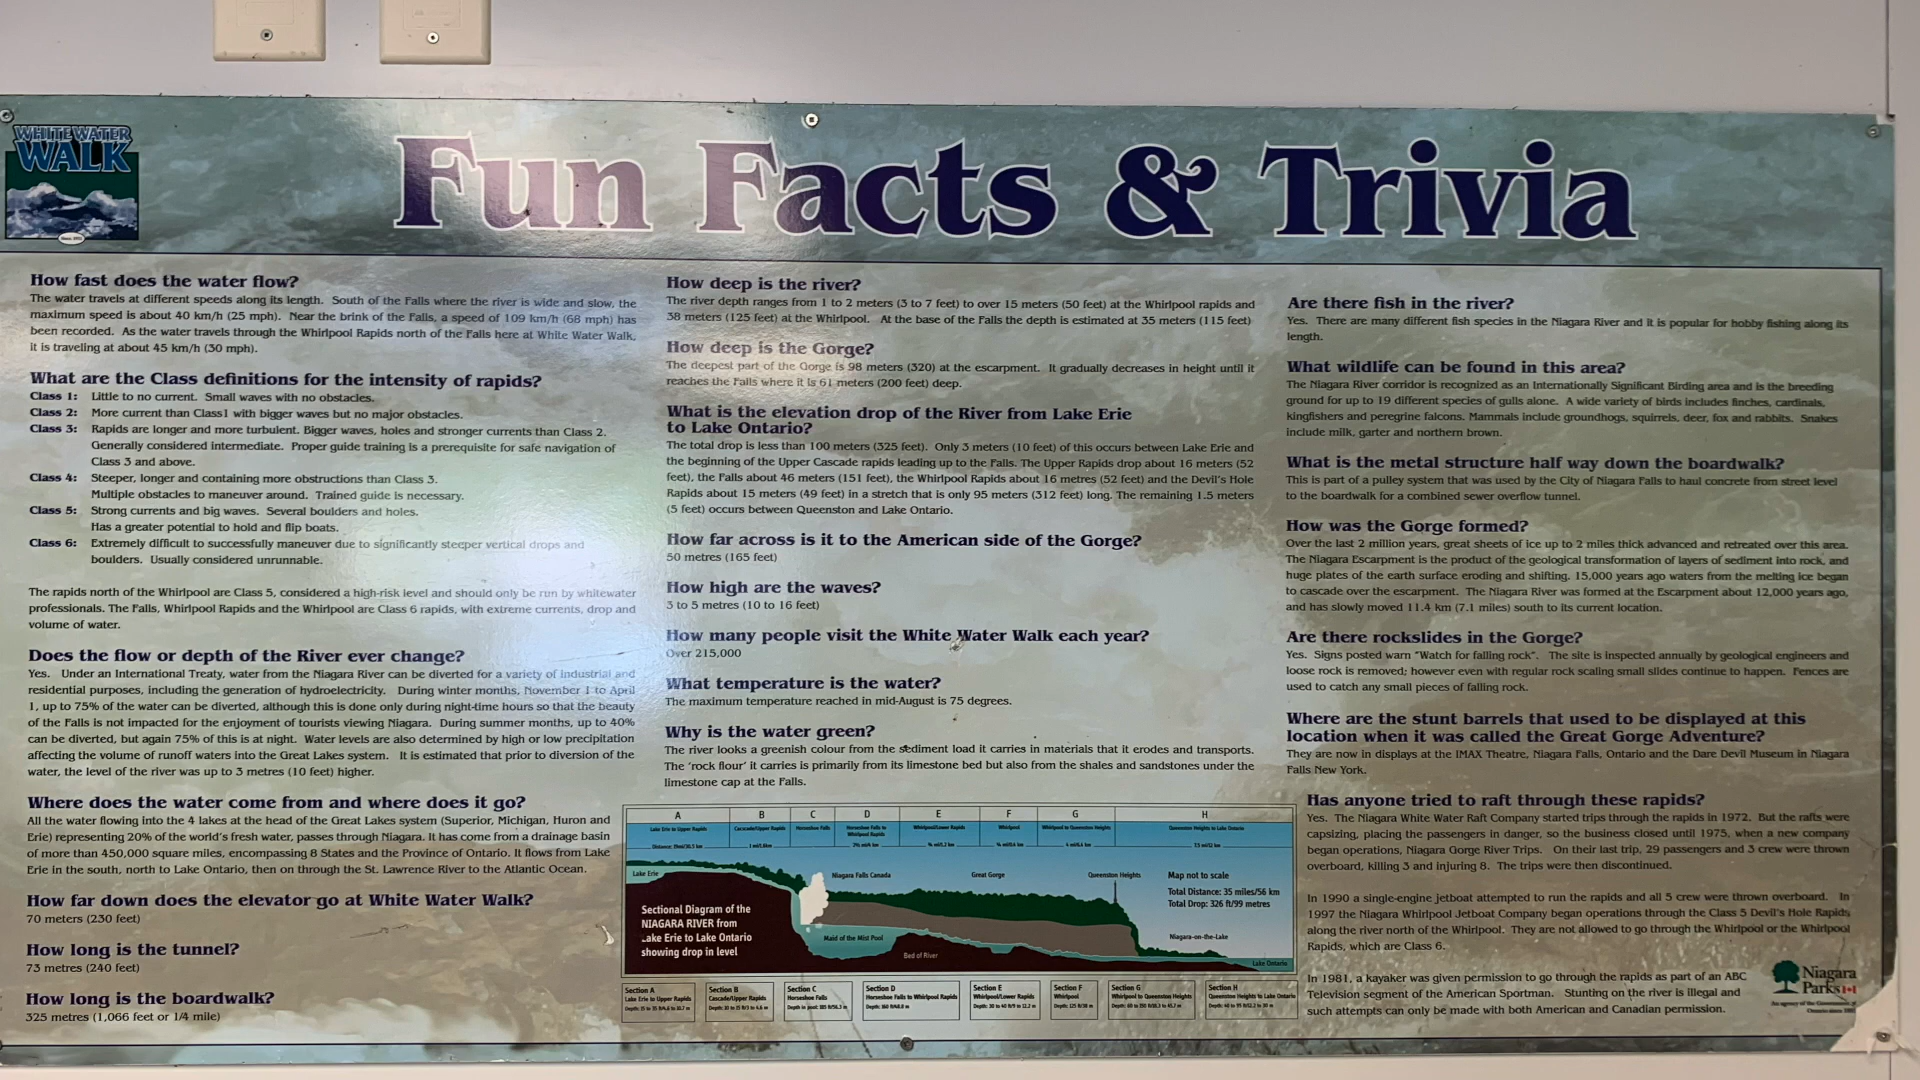 WHITE WATER
WALK
Fun Facts & Trivia
How fast does the water flow?
The water travels at different speeds along its length. South of the Falls where the river is wide and slow, the
maximum speed is about 40 km/h (25 mph). Near the brink of the Falls, a speed of 109 km/h (68 mph) has
been recorded. As the water travels through the Whirlpool Rapids north of the Falls here at White Water Walk,
it is traveling at about 45 km/h (30 mph).
What are the Class definitions for the intensity of rapids?
Class 1: Little to no current. Small waves with no obstacles.
Class 2: More current than Class1 with bigger waves but no major obstacles.
Class 3: Rapids are longer and more turbulent. Bigger waves, holes and stronger currents than Class 2.
Generally considered intermediate. Proper guide training is a prerequisite for safe navigation of
Class 3 and above.
Class 4: Steeper, longer and containing more obstructions than Class 3.
Multiple obstacles to maneuver around. Trained guide is necessary.
Class 5: Strong currents and big waves. Several boulders and holes.
Has a greater potential to hold and flip boats.
Class 6: Extremely difficult to successfully maneuver due to significantly steeper vertical drops and
boulders. Usually considered unrunnable.
The rapids north of the Whirlpool are Class 5, considered a high-risk level and should only be run by whitewater
professionals. The Falls, Whirlpool Rapids and the Whirlpool are Class 6 rapids, with extreme currents, drop and
volume of water.
Does the flow or depth of the River ever change?
Yes. Under an International Treaty, water from the Niagara River can be diverted for a variety of industrial and
residential purposes, including the generation of hydroelectricity. During winter months, November 1 to April
1, up to 75% of the water can be diverted, although this is done only during night-time hours so that the beauty
of the Falls is not impacted for the enjoyment of tourists viewing Niagara. During summer months, up to 40%
can be diverted, but again 75% of this is at night. Water levels are also determined by high or low precipitation
affecting the volume of runoff waters into the Great Lakes system. It is estimated that prior to diversion of the
water, the level of the river was up to 3 meters (10 feet) higher.
Where does the water come from and where does it go?
All the water flowing into the 4 lakes at the head of the Great Lakes system (Superior, Michigan, Huron and
Erie) representing 20% of the world's fresh water, passes through Niagara. It has come from a drainage basin
of more than 450,000 square miles, encompassing 8 States and the Province of Ontario. It flows from Lake
Erie in the south, north to Lake Ontario, then on through the St. Lawrence River to the Atlantic Ocean.
How far down does the elevator go at White Water Walk?
70 meters (230 feet)
How long is the tunnel?
73 metres (240 feet)
How long is the boardwalk?
325 metres (1,066 feet or 1/4 mile)
How deep is the river?
The river depth ranges from 1 to 2 meters (3 to 7 feet) to over 15 meters (50 feet) at the Whirlpool rapids and
38 meters (125 feet) at the Whirlpool. At the base of the Falls the depth is estimated at 35 meters (115 feet)
How deep is the Gorge?
The deepest part of the Gorge is 98 meters (320) at the escarpment. It gradually decreases in height until it
reaches the Falls where it is 61 meters (200 feet) deep.
What is the elevation drop of the River from Lake Erie
to Lake Ontario?
The total drop is less than 100 meters (325 feet). Only 3 meters (10 feet) of this occurs between Lake Erie and
the beginning of the Upper Cascade rapids leading up to the Falls. The Upper Rapids drop about 16 meters (52
feet), the Falls about 46 meters (151 feet), the Whirlpool Rapids about 16 metres (52 feet) and the Devil's Hole
Rapids about 15 meters (49 feet) in a stretch that is only 95 meters (312 feet) long. The remaining 1.5 meters
(5 feet) occurs between Queenston and Lake Ontario.
How far across is it to the American side of the Gorge?
50 metres (165 feet)
How high are the waves?
3 to 5 metres (10 to 16 feet)
How many people visit the White Water Walk each year?
Over 215,000
What temperature is the water?
The maximum temperature reached in mid-August is 75 degrees.
Why is the water green?
The river looks a greenish colour from the sediment load it carries in materials that it erodes and transports.
The 'rock flour' it carries is primarily from its limestone bed but also from the shales and sandstones under the
limestone cap at the Falls.
A B C D E F G H
Lake Erie to Upper Rapids
Cascade/Upper Rapids
Horseshoe Falls
Horseshoe Falls to
Whirlpool Rapids
Whirlpool/Lower Rapids
Whirlpool
Whirlpool to Queenston Heights
Queenston Heights to Lake Ontario
Lake Erie
Niagara Falls Canada
Great Gorge
Queenston Heights
Map not to scale
Total Distance: 35 miles/56 km
Total Drop: 326 ft/99 metres
Sectional Diagram of the
NIAGARA RIVER from
Lake Erie to Lake Ontario
showing drop in level
Maid of the Mist Pool
Bed of River
Niagara-on-the-Lake
Lake Ontario
Section A
Lake Erie to Upper Rapids
Section B
Cascade/Upper Rapids
Section C
Horseshoe Falls
Section D
Horseshoe Falls to Whirlpool Rapids
Section E
Whirlpool/Lower Rapids
Section F
Whirlpool
Section G
Whirlpool to Queenston Heights
Section H
Queenston Heights to Lake Ontario
Are there fish in the river?
Yes. There are many different fish species in the Niagara River and it is popular for hobby fishing along its
length.
What wildlife can be found in this area?
The Niagara River corridor is recognized as an Internationally Significant Birding area and is the breeding
ground for up to 19 different species of gulls alone. A wide variety of birds includes finches, cardinals,
kingfishers and peregrine falcons. Mammals include groundhogs, squirrels, deer, fox and rabbits. Snakes
include milk, garter and northern brown.
What is the metal structure half way down the boardwalk?
This is part of a pulley system that was used by the City of Niagara Falls to haul concrete from street level
to the boardwalk for a combined sewer overflow tunnel.
How was the Gorge formed?
Over the last 2 million years, great sheets of ice up to 2 miles thick advanced and retreated over this area.
The Niagara Escarpment is the product of the geological transformation of layers of sediment into rock, and
huge plates of the earth surface eroding and shifting. 15,000 years ago waters from the melting ice began
to cascade over the escarpment. The Niagara River was formed at the Escarpment about 12,000 years ago,
and has slowly moved 11.4 km (7.1 miles) south to its current location.
Are there rockslides in the Gorge?
Yes. Signs posted warn "Watch for falling rock". The site is inspected annually by geological engineers and
loose rock is removed; however even with regular rock scaling small slides continue to happen. Fences are
used to catch any small pieces of falling rock.
Where are the stunt barrels that used to be displayed at this
location when it was called the Great Gorge Adventure?
They are now in displays at the IMAX Theatre, Niagara Falls, Ontario and the Dare Devil Museum in Niagara
Falls New York.
Has anyone tried to raft through these rapids?
Yes. The Niagara White Water Raft Company started trips through the rapids in 1972. But the rafts were
capsizing, placing the passengers in danger, so the business closed until 1975, when a new company
began operations, Niagara Gorge River Trips. On their last trip, 29 passengers and 3 crew were thrown
overboard, killing 3 and injuring 8. The trips were then discontinued.
In 1990 a single-engine jetboat attempted to run the rapids and all 5 crew were thrown overboard. In
1997 the Niagara Whirlpool Jetboat Company began operations through the Class 5 Devil's Hole Rapids
along the river north of the Whirlpool. They are not allowed to go through the Whirlpool or the Whirlpool
Rapids, which are Class 6.
In 1981, a kayaker was given permission to go through the rapids as part of an ABC
Television segment of the American Sportman. Stunting on the river is illegal and
such attempts can only be made with both American and Canadian permission.
Niagara
Parks